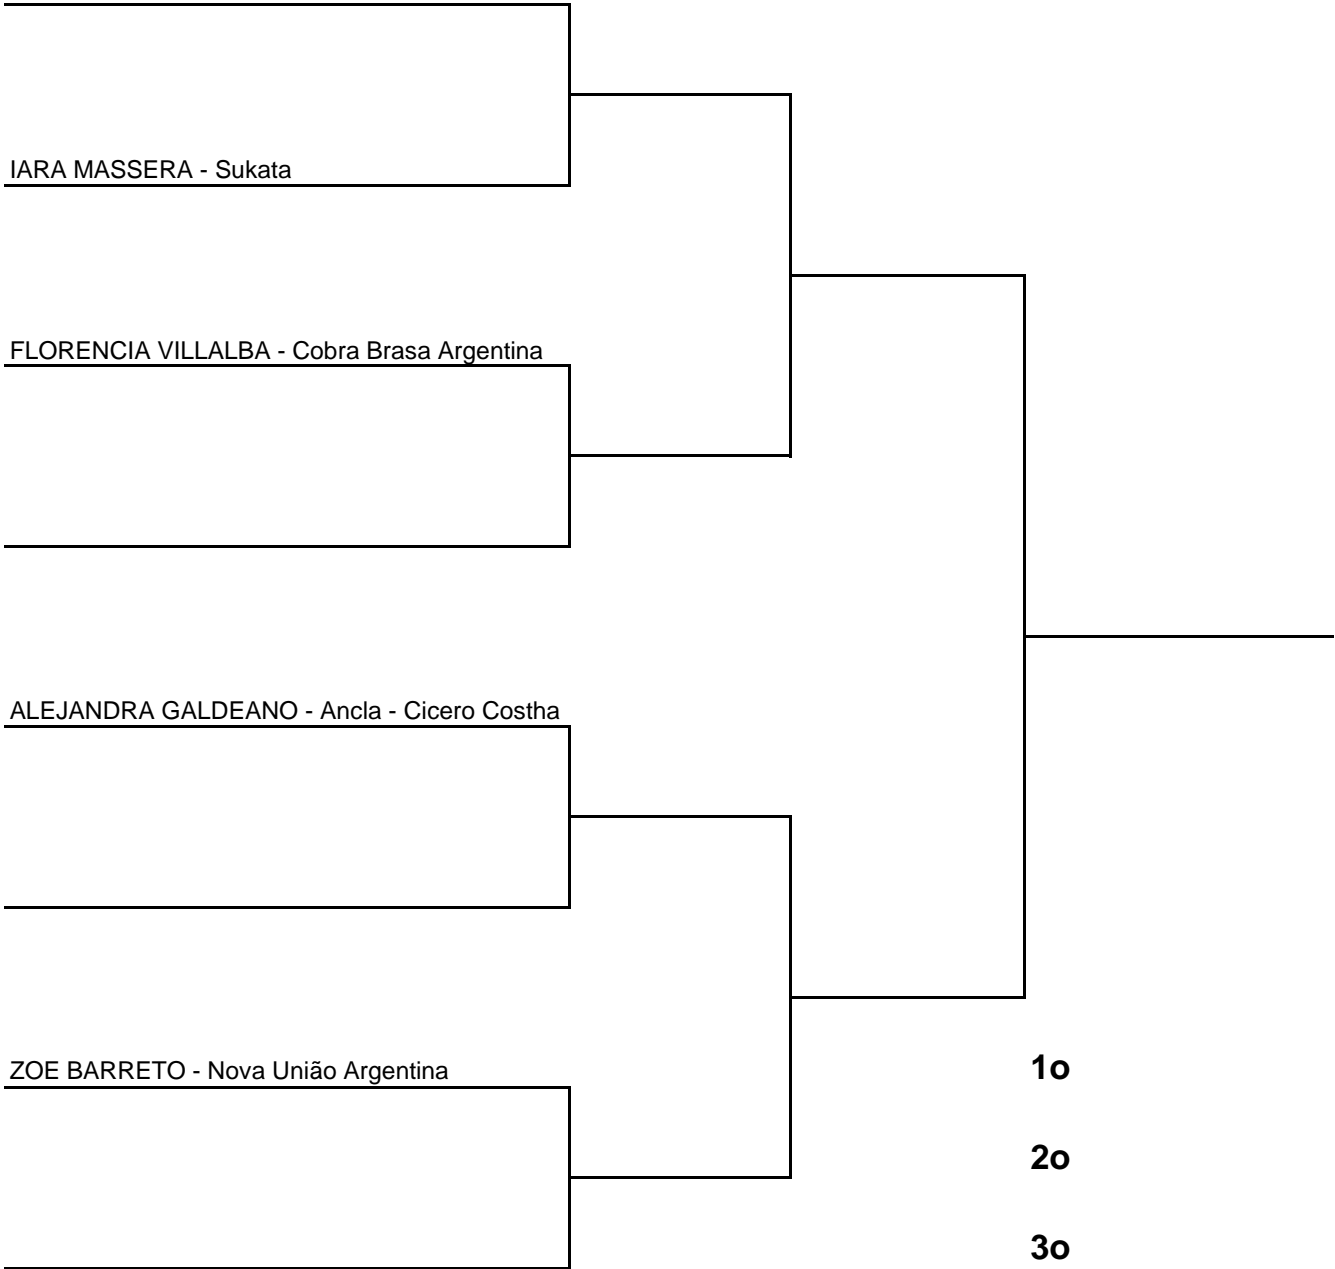 IARA MASSERA - Sukata
FLORENCIA VILLALBA - Cobra Brasa Argentina
ALEJANDRA GALDEANO - Ancla - Cicero Costha
ZOE BARRETO - Nova União Argentina
1o
2o
3o